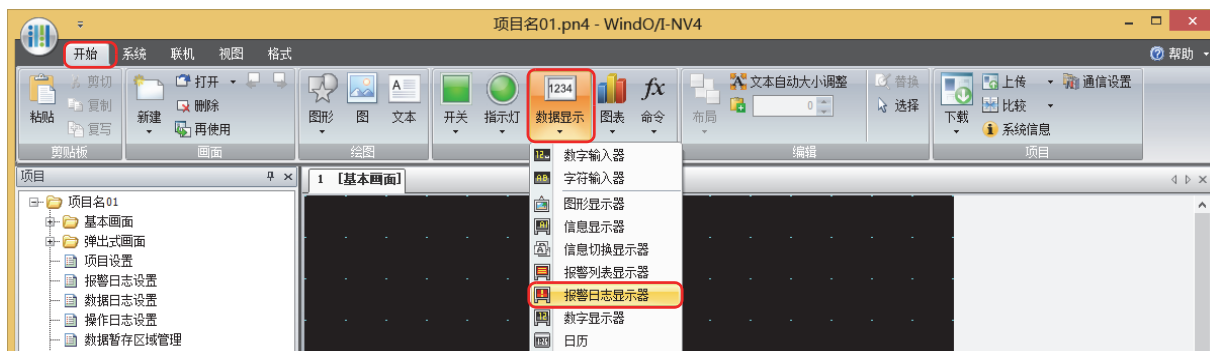 项目名01.pn4 - WindO/I-NV4
开始 系统 联机 视图 格式 帮助
粘贴 剪切 复制 复写
剪贴板
新建 打开 删除 再使用
画面
图形 图 文本
绘图
开关 指示灯 数据显示 图表 命令
1234
fx
布局 文本自动大小调整 0 替换 选择
编辑
下载 上传 比较 系统信息 通信设置
项目
项目
项目名01
基本画面
弹出式画面
项目设置
报警日志设置
数据日志设置
操作日志设置
数据暂存区域管理
1 [基本画面]
数字输入器
字符输入器
图形显示器
信息显示器
信息切换显示器
报警列表显示器
报警日志显示器
数字显示器
日历